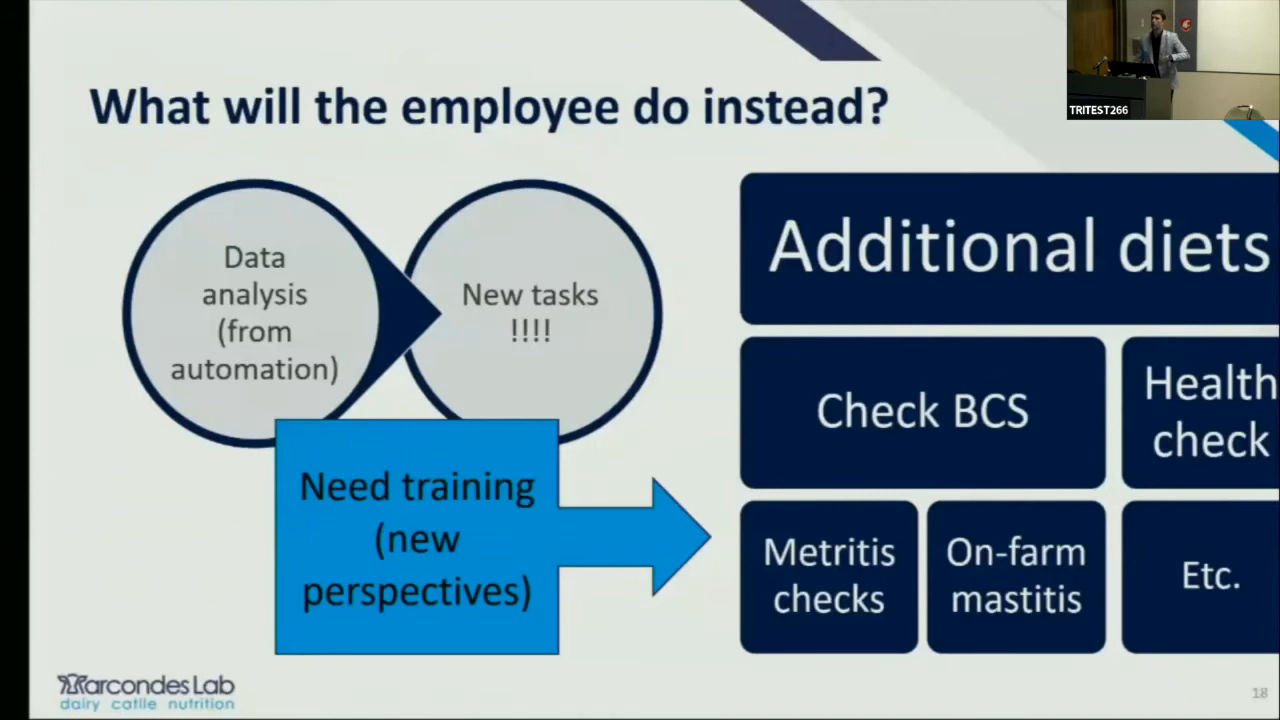 What will the employee do instead?
TRITEST266
Data
analysis
(from
automation)
New tasks
!!!!
Need training
(new
perspectives)
Additional diets
Check BCS
Health
check
Metritis
checks
On-farm
mastitis
Etc.
Marcondes Lab
dairy cattle nutrition
18